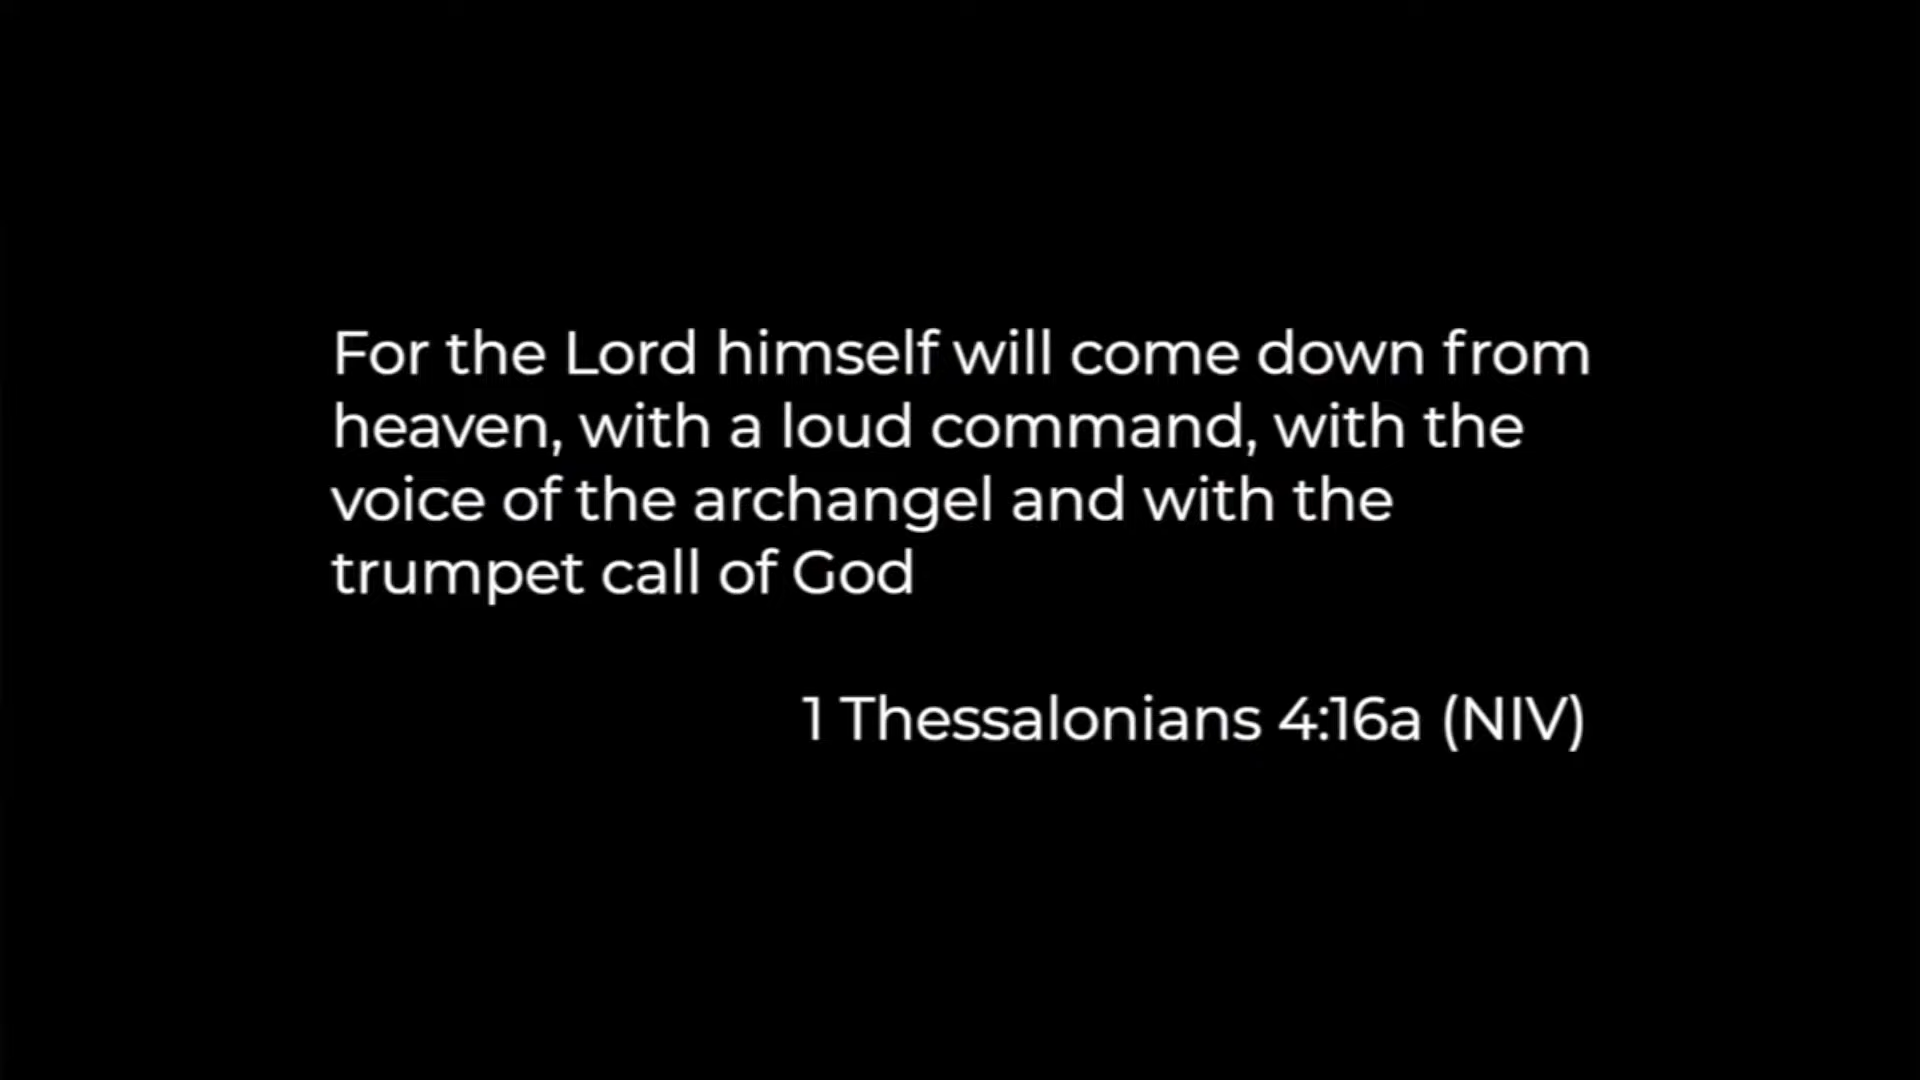 For the Lord himself will come down from
heaven, with a loud command, with the
voice of the archangel and with the
trumpet call of God
1 Thessalonians 4:16a (NIV)